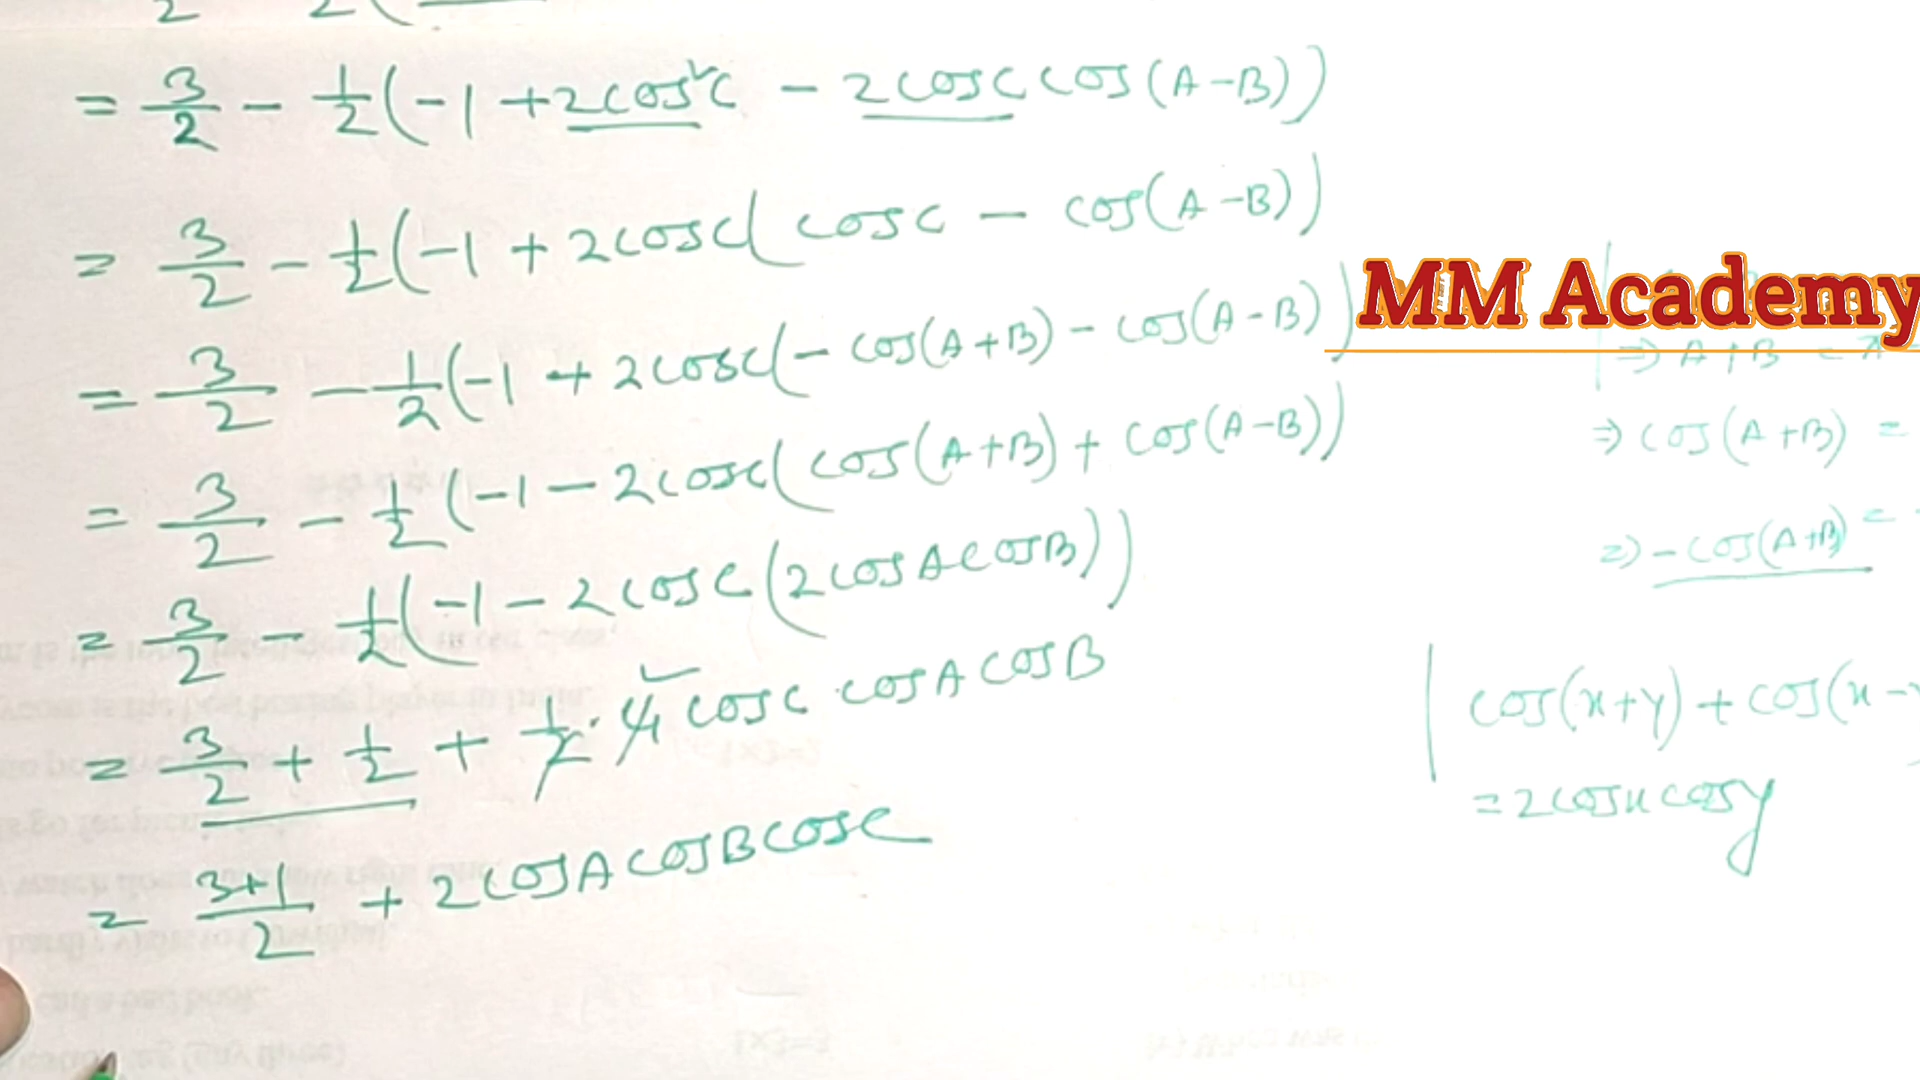 = 3/2 - 1/2(-1 + 2cos²C - 2cosC cos(A-B))
= 3/2 - 1/2(-1 + 2cosC(cosC - cos(A-B))
= 3/2 - 1/2(-1 + 2cosC(-cos(A+B) - cos(A-B))
= 3/2 - 1/2(-1 - 2cosC(cos(A+B) + cos(A-B))
= 3/2 - 1/2(-1 - 2cosC(2cosAcosB))
= 3/2 + 1/2 + 1/2 · 4 cosC cosA cosB
= 3+1/2 + 2cosAcosBcosC
MM Academy
⇒ A+B = π
⇒ cos(A+B) =
⇒ -cos(A+B) =
cos(x+y) + cos(x-
= 2cosxcosy